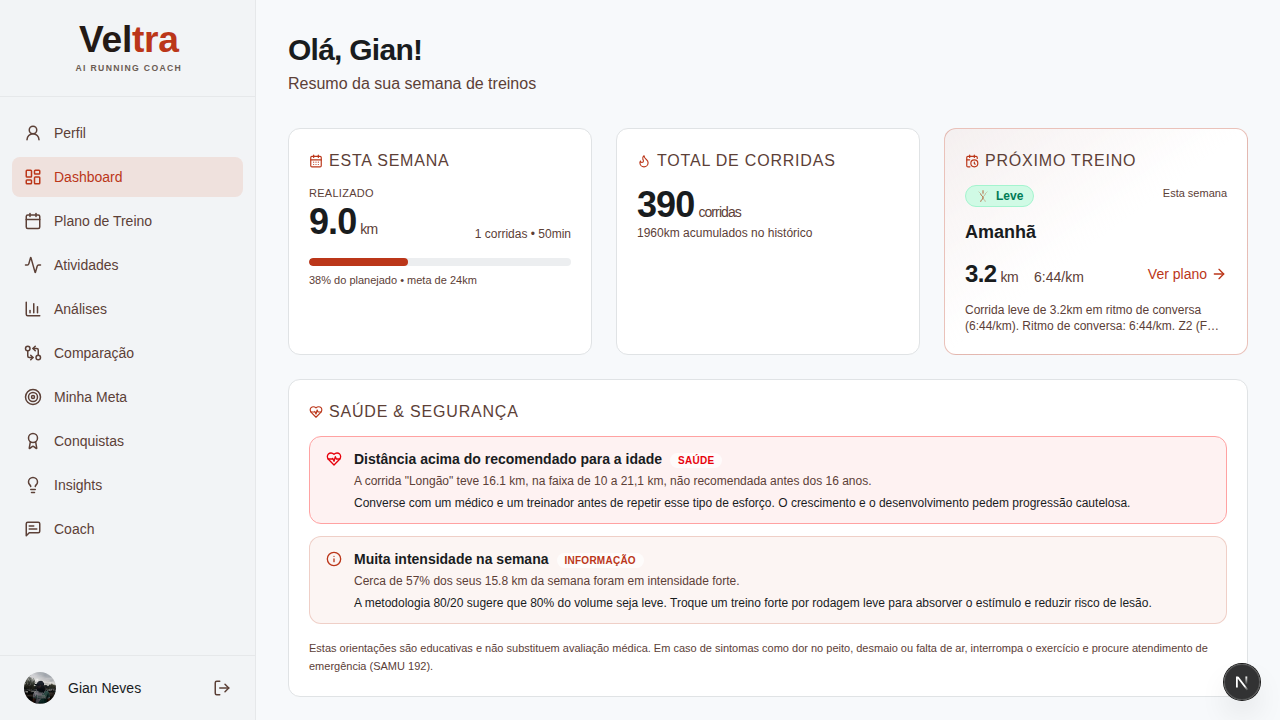 Veltra
AI RUNNING COACH
Perfil
Dashboard
Plano de Treino
Atividades
Análises
Comparação
Minha Meta
Conquistas
Insights
Coach
Gian Neves
Olá, Gian!
Resumo da sua semana de treinos
ESTA SEMANA
REALIZADO
9.0 km
1 corridas • 50min
38% do planejado • meta de 24km
TOTAL DE CORRIDAS
390 corridas
1960km acumulados no histórico
PRÓXIMO TREINO
Leve
Esta semana
Amanhã
3.2 km 6:44/km
Ver plano
Corrida leve de 3.2km em ritmo de conversa
(6:44/km). Ritmo de conversa: 6:44/km. Z2 (F…
SAÚDE & SEGURANÇA
Distância acima do recomendado para a idade SAÚDE
A corrida "Longão" teve 16.1 km, na faixa de 10 a 21,1 km, não recomendada antes dos 16 anos.
Converse com um médico e um treinador antes de repetir esse tipo de esforço. O crescimento e o desenvolvimento pedem progressão cautelosa.
Muita intensidade na semana INFORMAÇÃO
Cerca de 57% dos seus 15.8 km da semana foram em intensidade forte.
A metodologia 80/20 sugere que 80% do volume seja leve. Troque um treino forte por rodagem leve para absorver o estímulo e reduzir risco de lesão.
Estas orientações são educativas e não substituem avaliação médica. Em caso de sintomas como dor no peito, desmaio ou falta de ar, interrompa o exercício e procure atendimento de
emergência (SAMU 192).
N